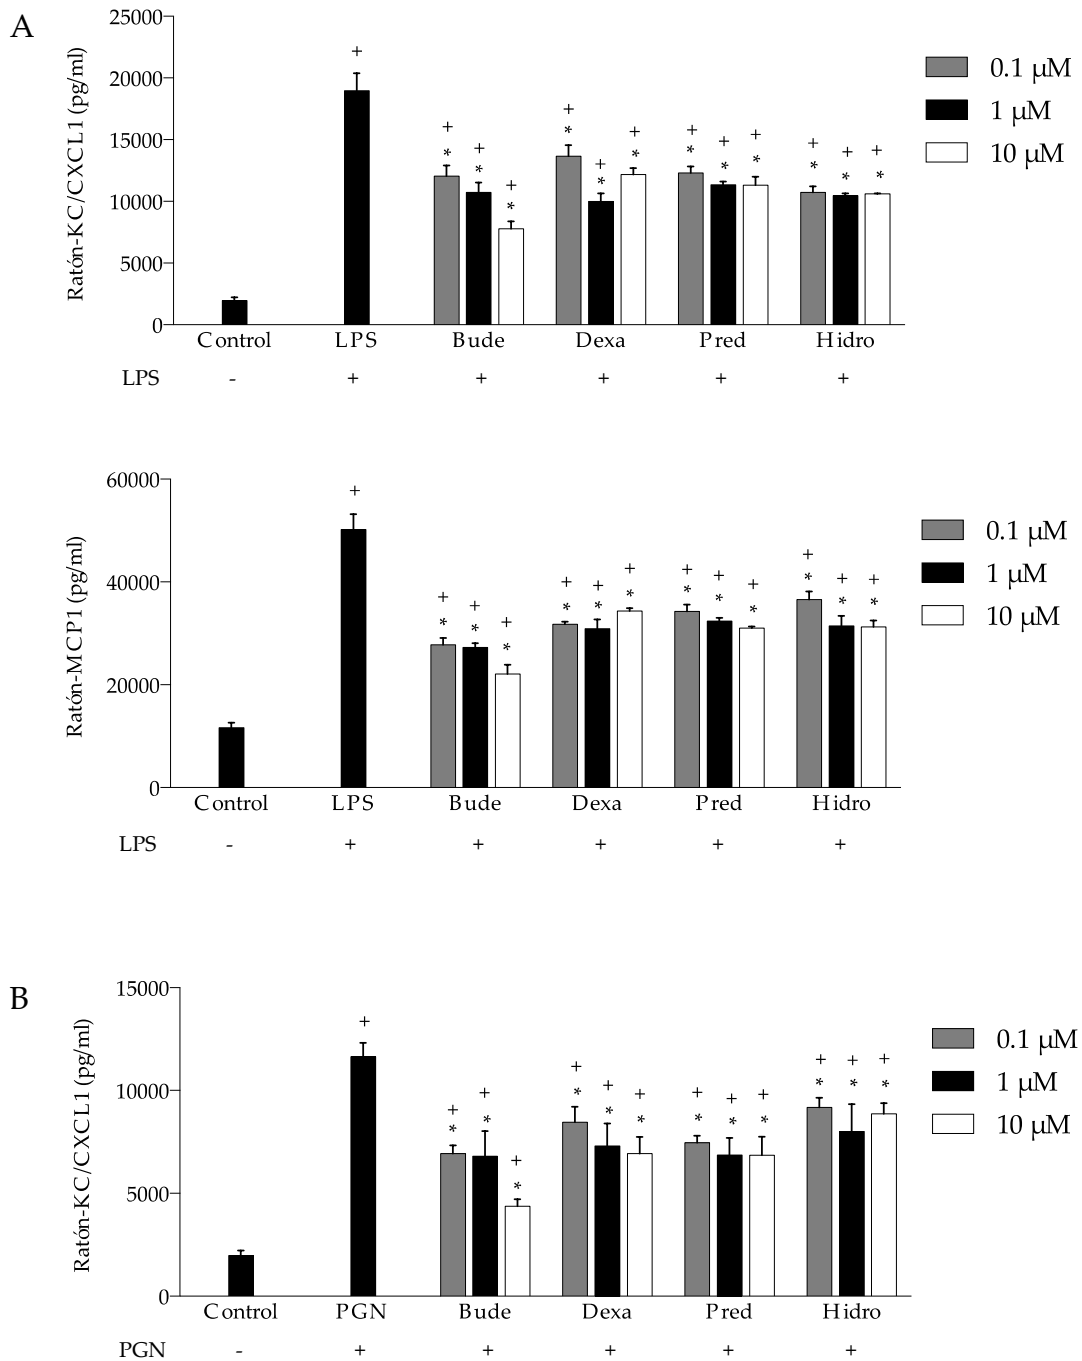 A
Ratón-KC/CXCL1 (pg/ml)
25000
20000
15000
10000
5000
0
+
+ + + + + + + + + + + +
* * * * * * * * * * * *
0.1 µM
1 µM
10 µM
Control LPS Bude Dexa Pred Hidro
LPS - + + + + +
Ratón-MCP1 (pg/ml)
60000
40000
20000
0
+
+ + + + + + + + + + + +
* * * * * * * * * * * *
0.1 µM
1 µM
10 µM
Control LPS Bude Dexa Pred Hidro
LPS - + + + + +
B
Ratón-KC/CXCL1 (pg/ml)
15000
10000
5000
0
+
+ + + + + + + + + + + +
* * * * * * * * * * * *
0.1 µM
1 µM
10 µM
Control PGN Bude Dexa Pred Hidro
PGN - + + + + +